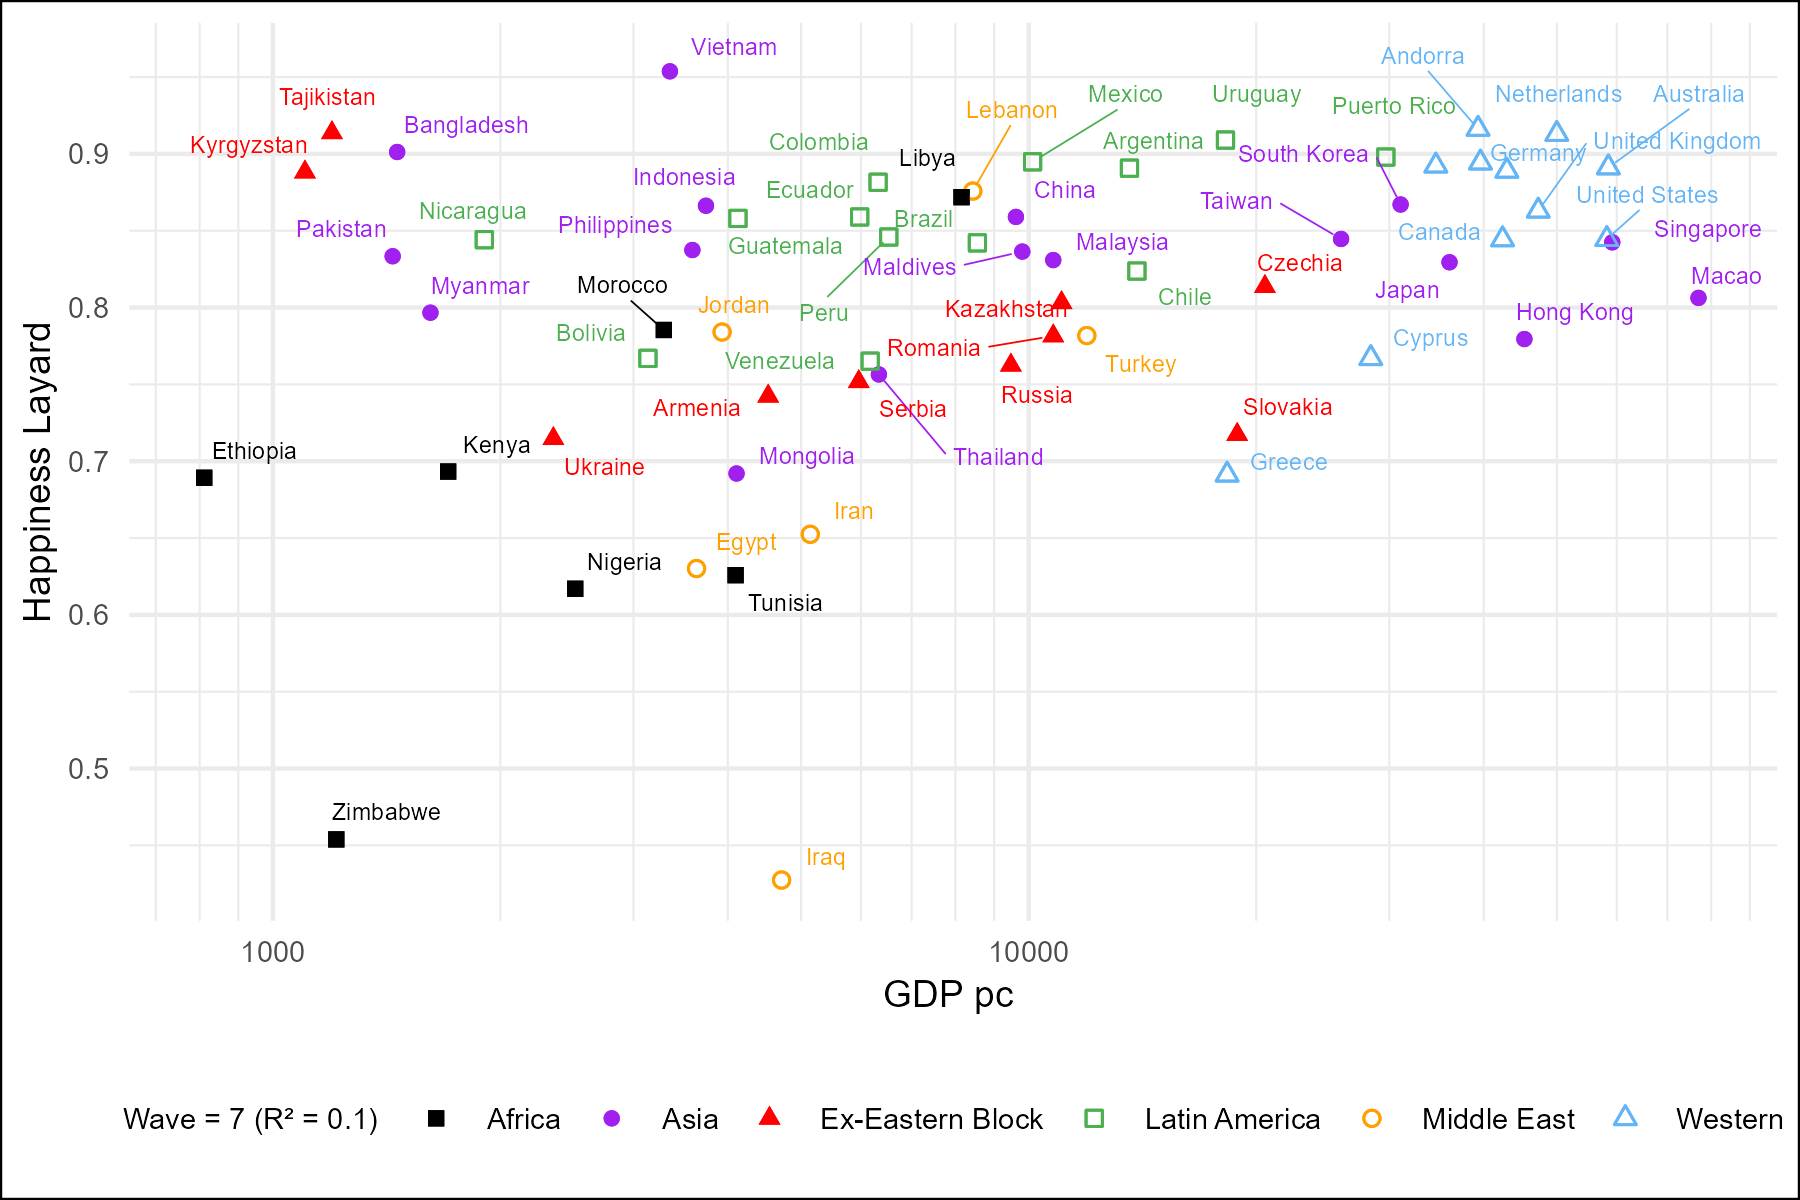 Vietnam
Andorra
Tajikistan
Mexico
Uruguay
Netherlands
Australia
Lebanon
Puerto Rico
Bangladesh
Kyrgyzstan
Colombia
Argentina
United Kingdom
0.9
Libya
South Korea
Germany
Indonesia
Ecuador
China
United States
Taiwan
Nicaragua
Brazil
Pakistan
Philippines
Guatemala
Malaysia
Canada
Singapore
Maldives
Czechia
Macao
Myanmar
Morocco
Japan
Chile
0.8
Jordan
Peru
Kazakhstan
Hong Kong
Bolivia
Cyprus
Romania
Venezuela
Turkey
Russia
Armenia
Serbia
Slovakia
Ethiopia
Kenya
Mongolia
Thailand
Greece
0.7
Ukraine
Iran
Egypt
Nigeria
Tunisia
0.6
0.5
Zimbabwe
Iraq
Happiness Layard
1000
10000
GDP pc
Wave = 7 (R² = 0.1) Africa Asia Ex-Eastern Block Latin America Middle East Western